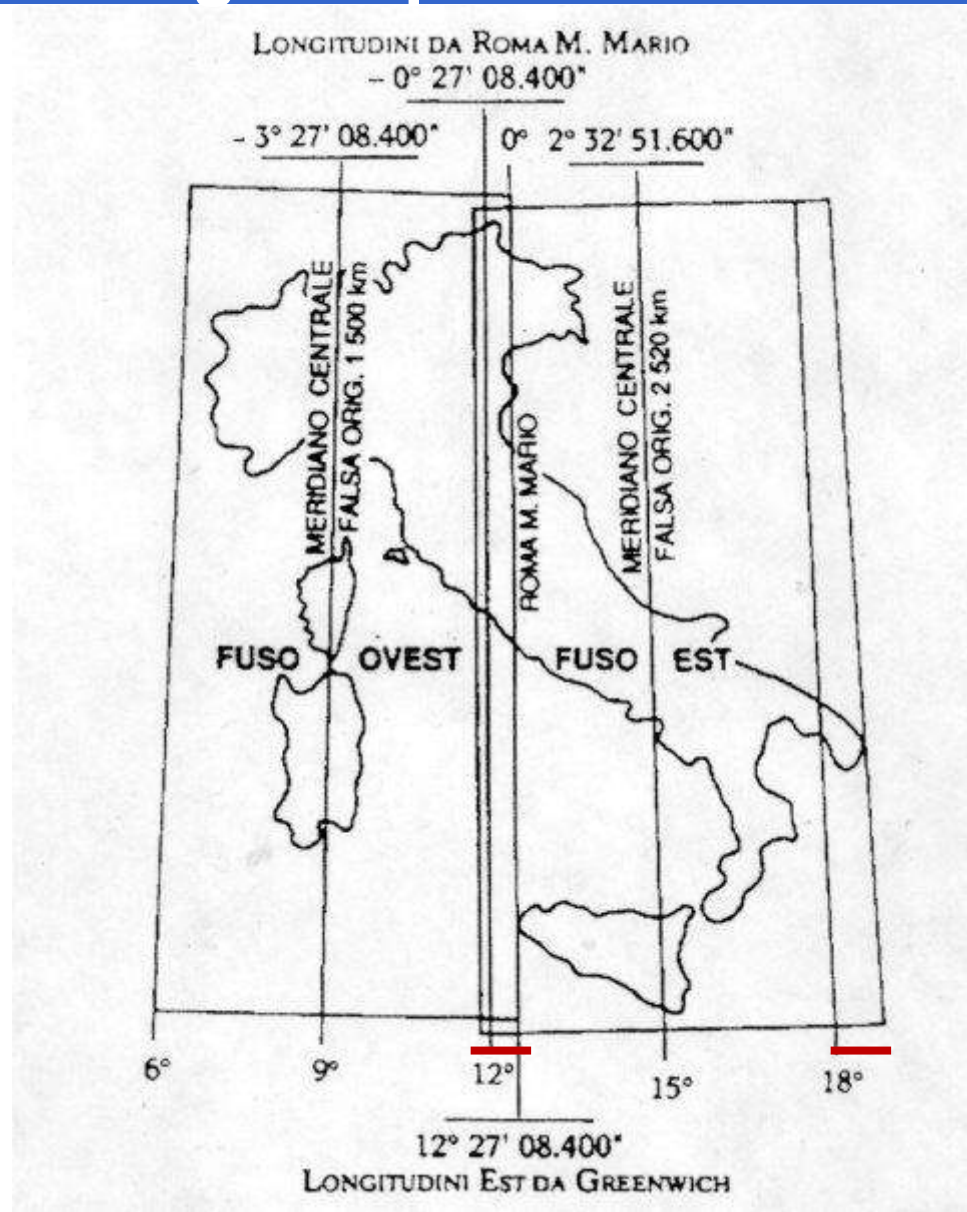 LONGITUDINI DA ROMA M. MARIO
- 0° 27' 08.400"
- 3° 27' 08.400"
0°
2° 32' 51.600"
MERIDIANO CENTRALE
FALSA ORIG. 1 500 km
ROMA M. MARIO
MERIDIANO CENTRALE
FALSA ORIG. 2 520 km
FUSO OVEST
FUSO EST
6°
9°
12°
15°
18°
12° 27' 08.400"
LONGITUDINI EST DA GREENWICH